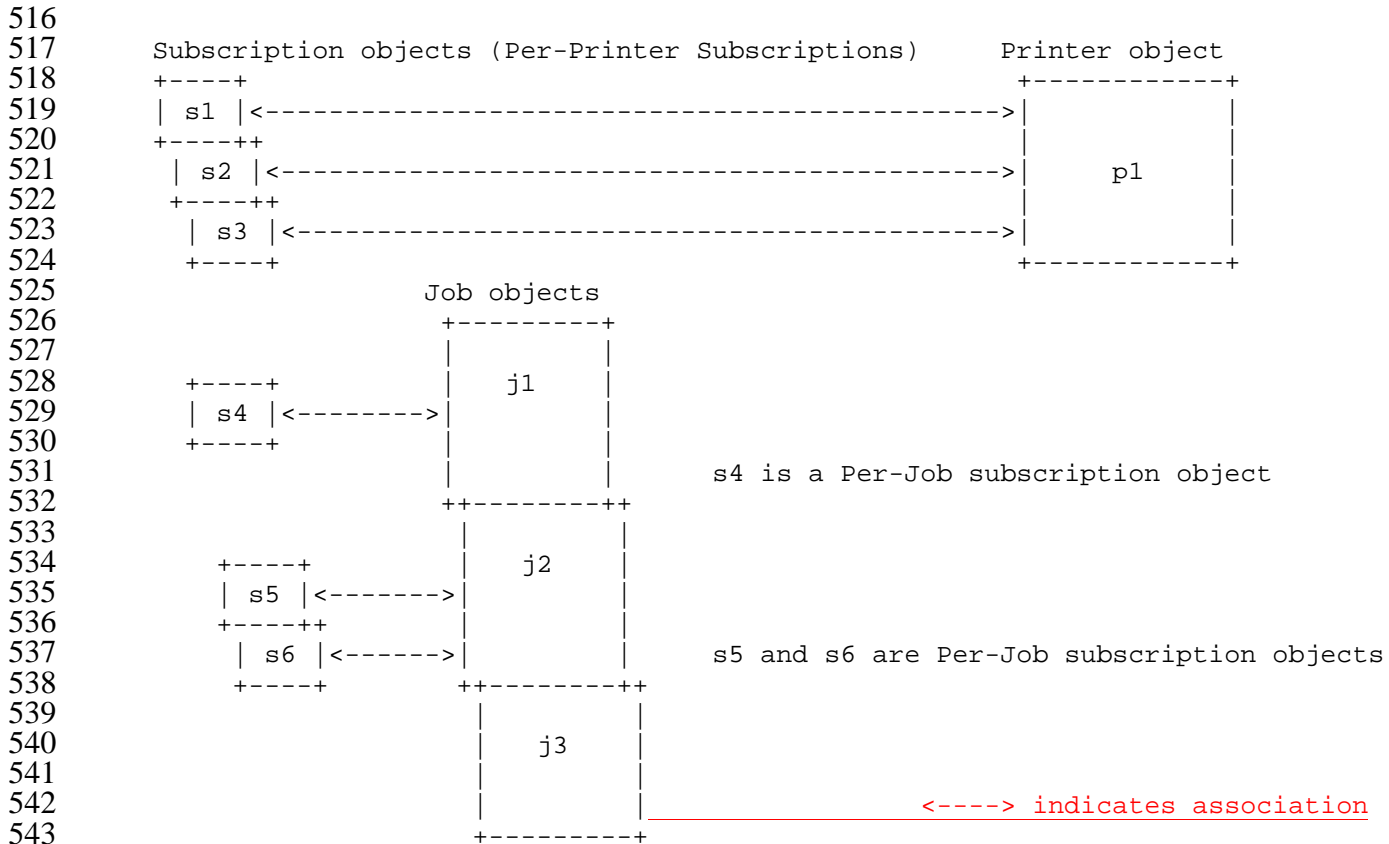 516
517 Subscription objects (Per-Printer Subscriptions) Printer object
518 +----+ +------------+
519 | s1 |<---------------------------------------------->| |
520 +----++ | |
521 | s2 |<--------------------------------------------->| p1 |
522 +----++ | |
523 | s3 |<-------------------------------------------->| |
524 +----+ +------------+
525 Job objects
526 +---------+
527 | |
528 +----+ | j1 |
529 | s4 |<-------->| |
530 +----+ | |
531 | | s4 is a Per-Job subscription object
532 ++--------++
533 | |
534 +----+ | j2 |
535 | s5 |<------->| |
536 +----++ | |
537 | s6 |<------>| | s5 and s6 are Per-Job subscription objects
538 +----+ ++--------++
539 | |
540 | j3 |
541 | |
542 | | <----> indicates association
543 +---------+